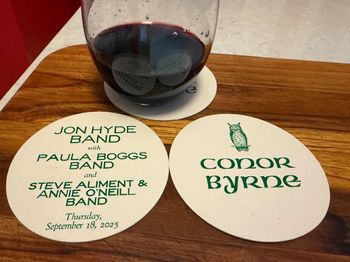 JON HYDE
BAND
with
PAULA BOGGS
BAND
and
STEVE ALIMENT &
ANNIE O'NEILL
BAND
Thursday,
September 18, 2025
CONOR
BYRNE